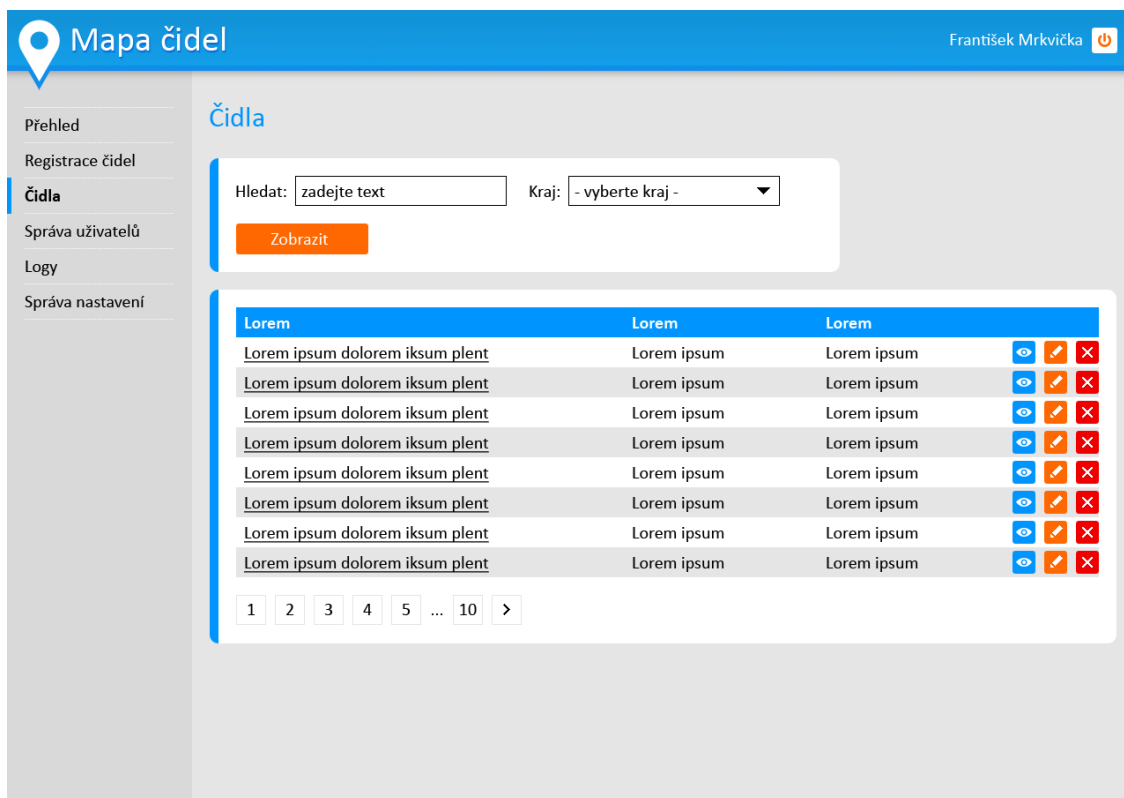 Mapa čidel
František Mrkvička
Přehled
Registrace čidel
Čidla
Správa uživatelů
Logy
Správa nastavení
Čidla
Hledat: zadejte text Kraj: - vyberte kraj -
Zobrazit
Lorem Lorem Lorem
Lorem ipsum dolorem iksum plent Lorem ipsum Lorem ipsum
Lorem ipsum dolorem iksum plent Lorem ipsum Lorem ipsum
Lorem ipsum dolorem iksum plent Lorem ipsum Lorem ipsum
Lorem ipsum dolorem iksum plent Lorem ipsum Lorem ipsum
Lorem ipsum dolorem iksum plent Lorem ipsum Lorem ipsum
Lorem ipsum dolorem iksum plent Lorem ipsum Lorem ipsum
Lorem ipsum dolorem iksum plent Lorem ipsum Lorem ipsum
Lorem ipsum dolorem iksum plent Lorem ipsum Lorem ipsum
1 2 3 4 5 ... 10 >